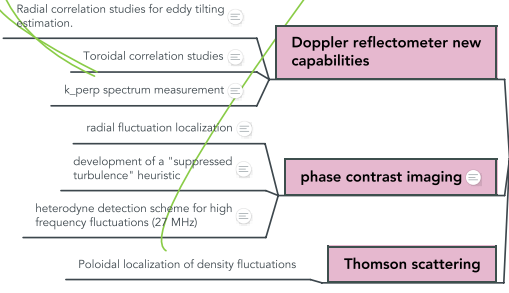 Radial correlation studies for eddy tilting
estimation.
Toroidal correlation studies
k_perp spectrum measurement
Doppler reflectometer new
capabilities
radial fluctuation localization
development of a "suppressed
turbulence" heuristic
heterodyne detection scheme for high
frequency fluctuations (27 MHz)
phase contrast imaging
Poloidal localization of density fluctuations
Thomson scattering